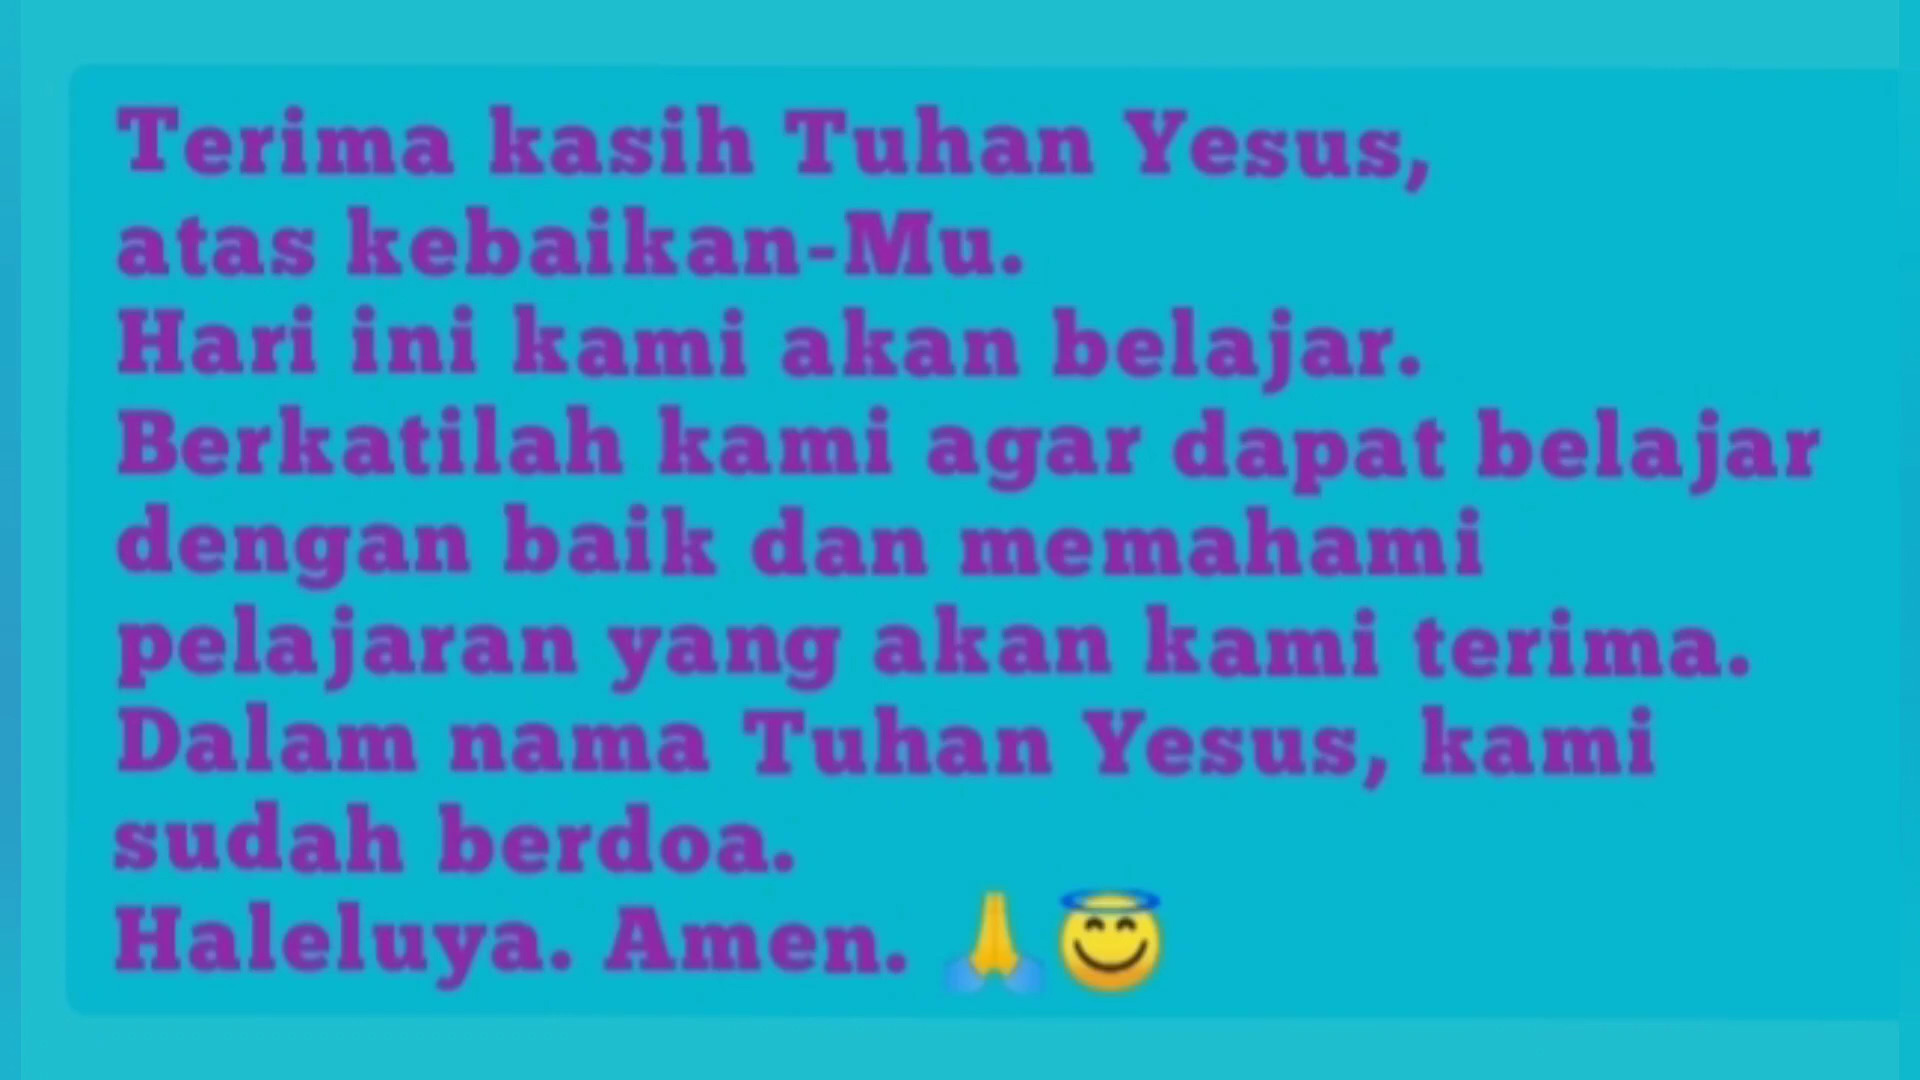 Terima kasih Tuhan Yesus,
atas kebaikan-Mu.
Hari ini kami akan belajar.
Berkatilah kami agar dapat belajar
dengan baik dan memahami
pelajaran yang akan kami terima.
Dalam nama Tuhan Yesus, kami
sudah berdoa.
Haleluya. Amen. 🙏😇